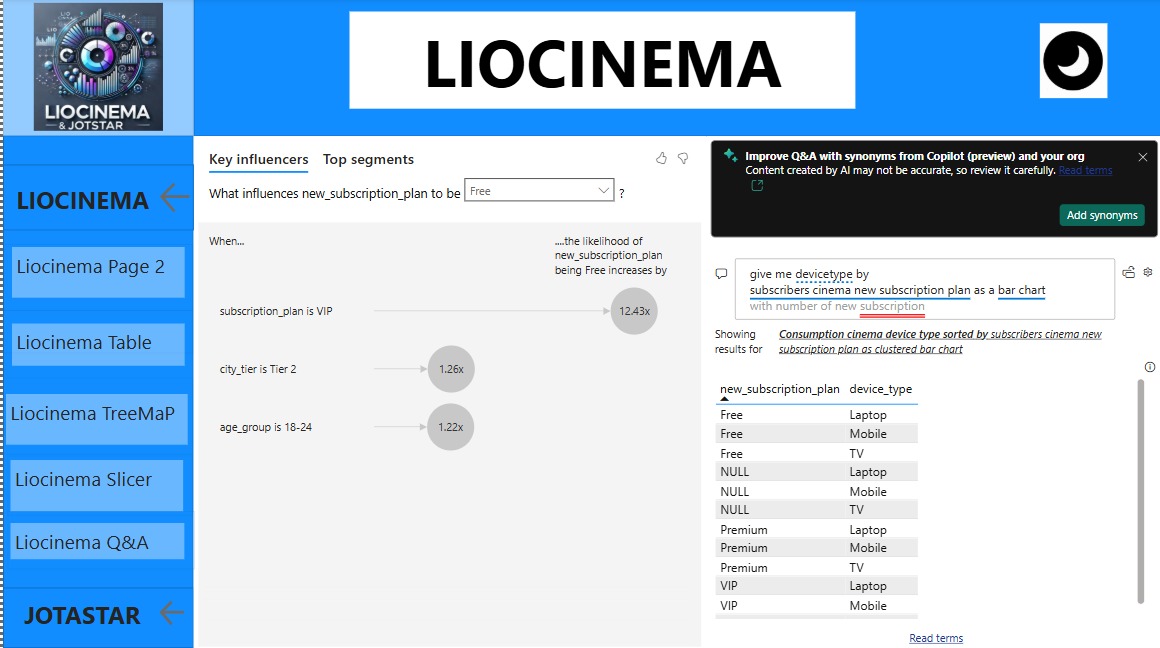 LIO
LIOCINEMA
& JOTSTAR
LIOCINEMA
LIOCINEMA
Liocinema Page 2
Liocinema Table
Liocinema TreeMaP
Liocinema Slicer
Liocinema Q&A
JOTASTAR
Key influencers Top segments
What influences new_subscription_plan to be Free ?
When...
....the likelihood of
new_subscription_plan
being Free increases by
subscription_plan is VIP 12.43x
city_tier is Tier 2 1.26x
age_group is 18-24 1.22x
Improve Q&A with synonyms from Copilot (preview) and your org
Content created by AI may not be accurate, so review it carefully. Read terms
Add synonyms
give me devicetype by
subscribers cinema new subscription plan as a bar chart
with number of new subscription
Showing
results for
Consumption cinema device type sorted by subscribers cinema new
subscription plan as clustered bar chart
new_subscription_plan device_type
Free Laptop
Free Mobile
Free TV
NULL Laptop
NULL Mobile
NULL TV
Premium Laptop
Premium Mobile
Premium TV
VIP Laptop
VIP Mobile
Read terms